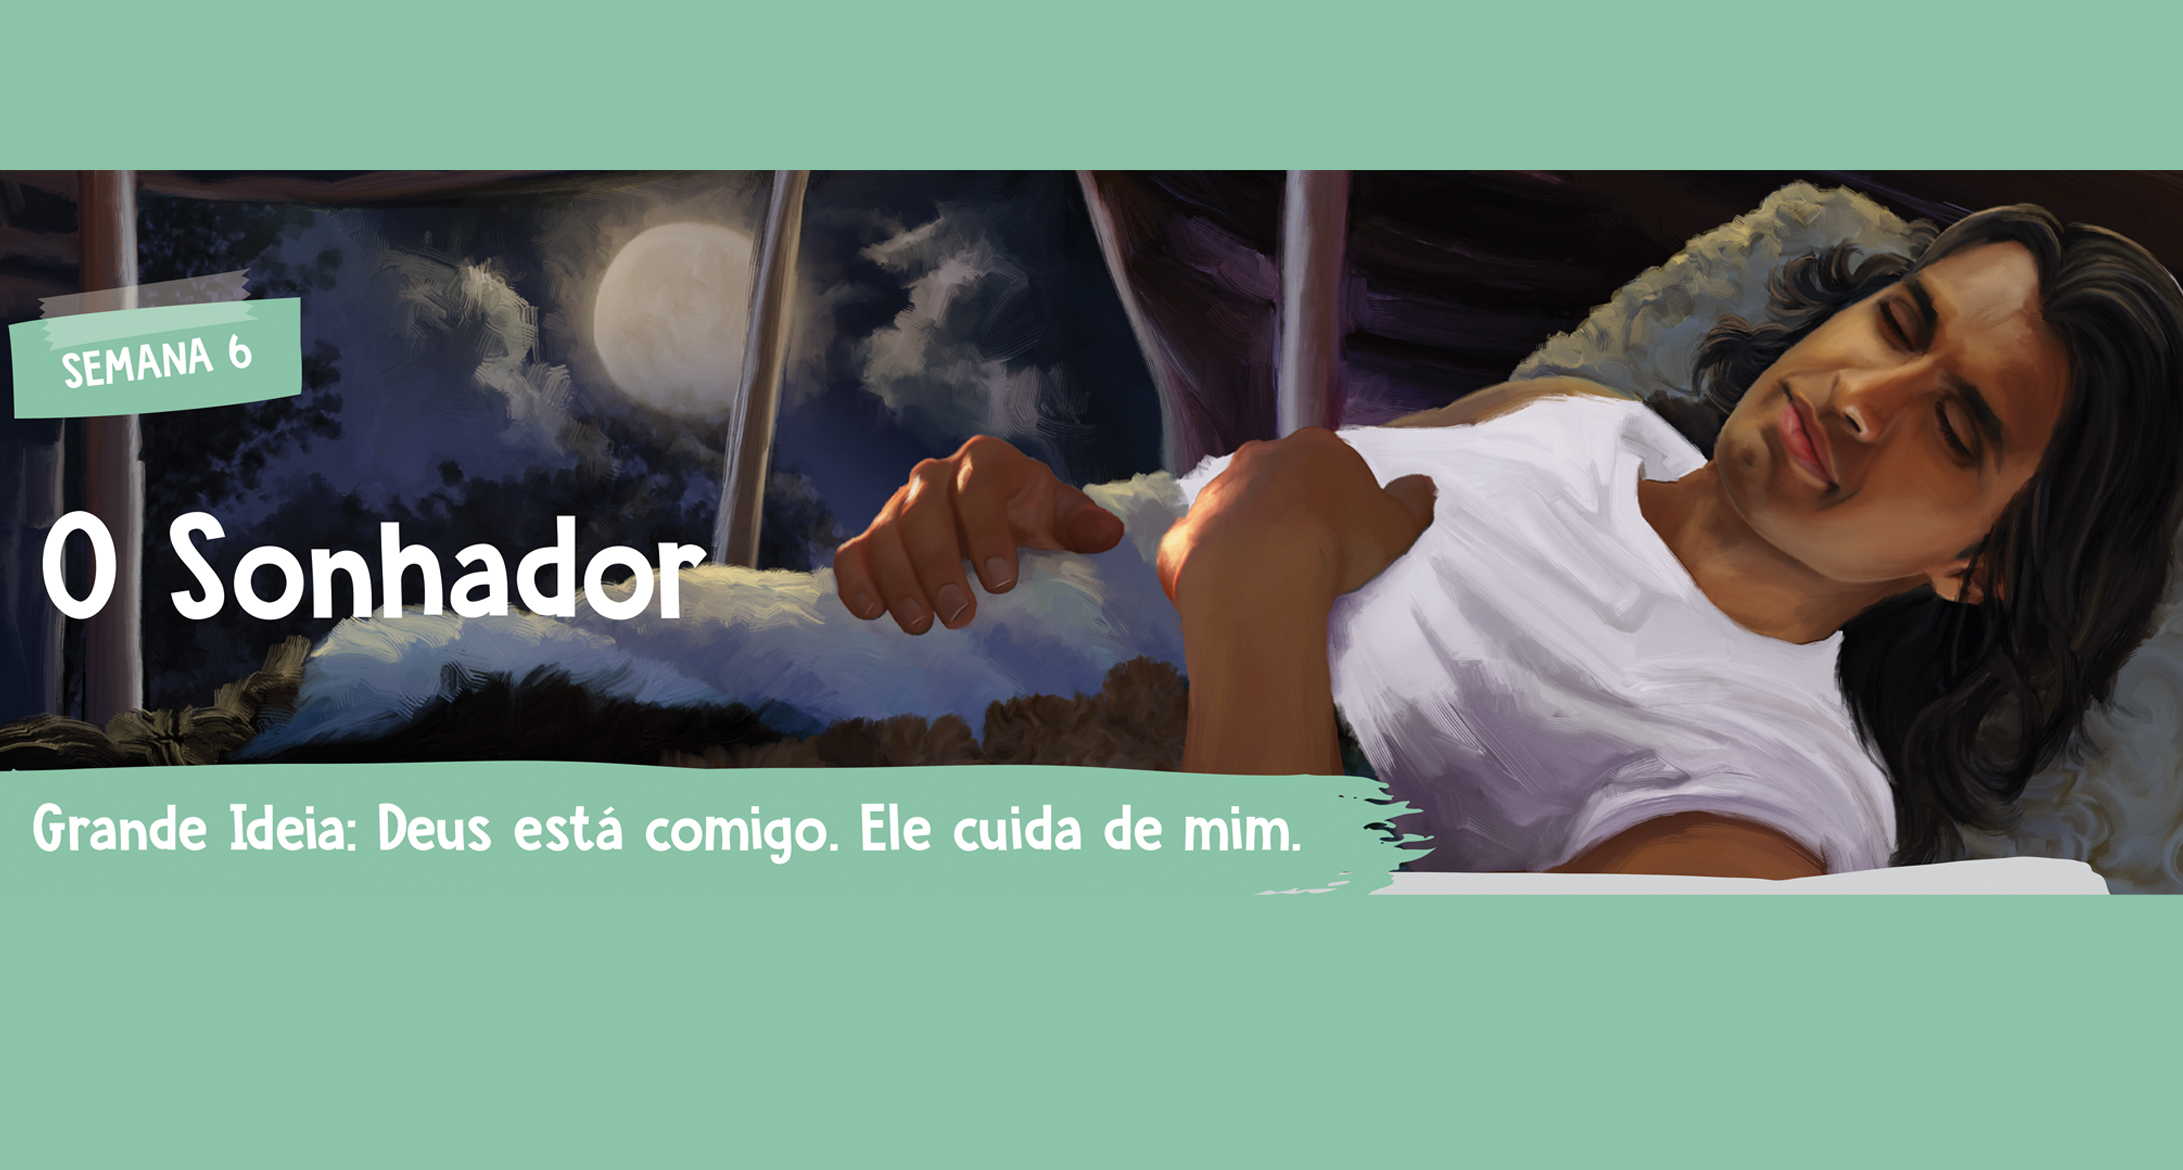 SEMANA 6
O Sonhador
Grande Ideia: Deus está comigo. Ele cuida de mim.